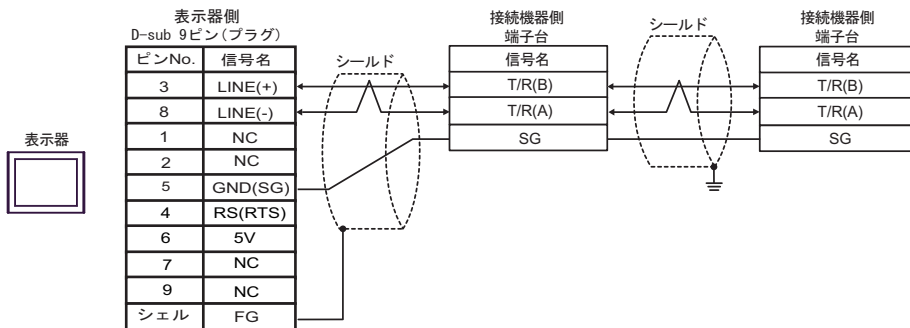 表示器
表示器側
D-sub 9ピン(プラグ)
ピンNo. 信号名
3 LINE(+)
8 LINE(-)
1 NC
2 NC
5 GND(SG)
4 RS(RTS)
6 5V
7 NC
9 NC
シェル FG
シールド
接続機器側
端子台
信号名
T/R(B)
T/R(A)
SG
シールド
接続機器側
端子台
信号名
T/R(B)
T/R(A)
SG